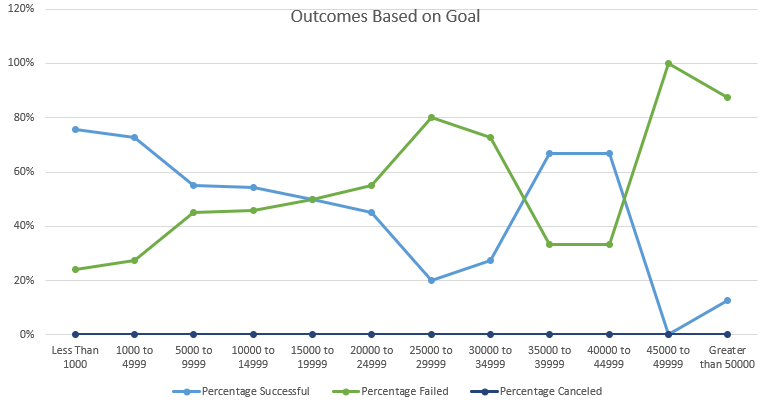 Outcomes Based on Goal
120%
100%
80%
60%
40%
20%
0%
Less Than 1000 to 5000 to 10000 to 15000 to 20000 to 25000 to 30000 to 35000 to 40000 to 45000 to Greater
1000 4999 9999 14999 19999 24999 29999 34999 39999 44999 49999 than 50000
Percentage Successful Percentage Failed Percentage Canceled